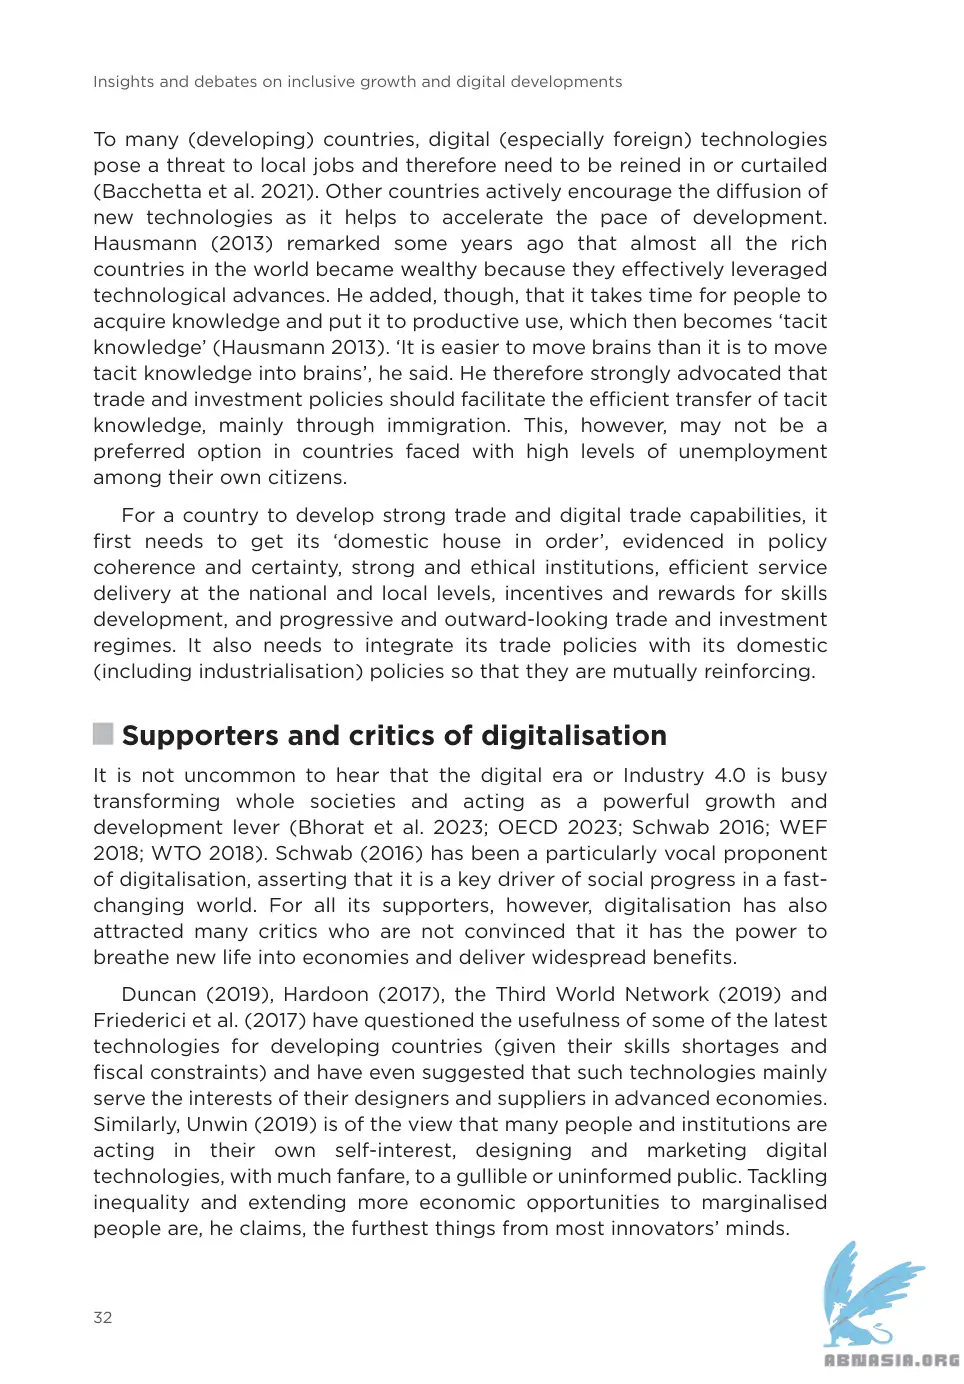 Insights and debates on inclusive growth and digital developments
To many (developing) countries, digital (especially foreign) technologies
pose a threat to local jobs and therefore need to be reined in or curtailed
(Bacchetta et al. 2021). Other countries actively encourage the diffusion of
new technologies as it helps to accelerate the pace of development.
Hausmann (2013) remarked some years ago that almost all the rich
countries in the world became wealthy because they effectively leveraged
technological advances. He added, though, that it takes time for people to
acquire knowledge and put it to productive use, which then becomes ‘tacit
knowledge’ (Hausmann 2013). ‘It is easier to move brains than it is to move
tacit knowledge into brains’, he said. He therefore strongly advocated that
trade and investment policies should facilitate the efficient transfer of tacit
knowledge, mainly through immigration. This, however, may not be a
preferred option in countries faced with high levels of unemployment
among their own citizens.
For a country to develop strong trade and digital trade capabilities, it
first needs to get its ‘domestic house in order’, evidenced in policy
coherence and certainty, strong and ethical institutions, efficient service
delivery at the national and local levels, incentives and rewards for skills
development, and progressive and outward-looking trade and investment
regimes. It also needs to integrate its trade policies with its domestic
(including industrialisation) policies so that they are mutually reinforcing.
Supporters and critics of digitalisation
It is not uncommon to hear that the digital era or Industry 4.0 is busy
transforming whole societies and acting as a powerful growth and
development lever (Bhorat et al. 2023; OECD 2023; Schwab 2016; WEF
2018; WTO 2018). Schwab (2016) has been a particularly vocal proponent
of digitalisation, asserting that it is a key driver of social progress in a fast-
changing world. For all its supporters, however, digitalisation has also
attracted many critics who are not convinced that it has the power to
breathe new life into economies and deliver widespread benefits.
Duncan (2019), Hardoon (2017), the Third World Network (2019) and
Friederici et al. (2017) have questioned the usefulness of some of the latest
technologies for developing countries (given their skills shortages and
fiscal constraints) and have even suggested that such technologies mainly
serve the interests of their designers and suppliers in advanced economies.
Similarly, Unwin (2019) is of the view that many people and institutions are
acting in their own self-interest, designing and marketing digital
technologies, with much fanfare, to a gullible or uninformed public. Tackling
inequality and extending more economic opportunities to marginalised
people are, he claims, the furthest things from most innovators’ minds.
32
ABNASIA.ORG